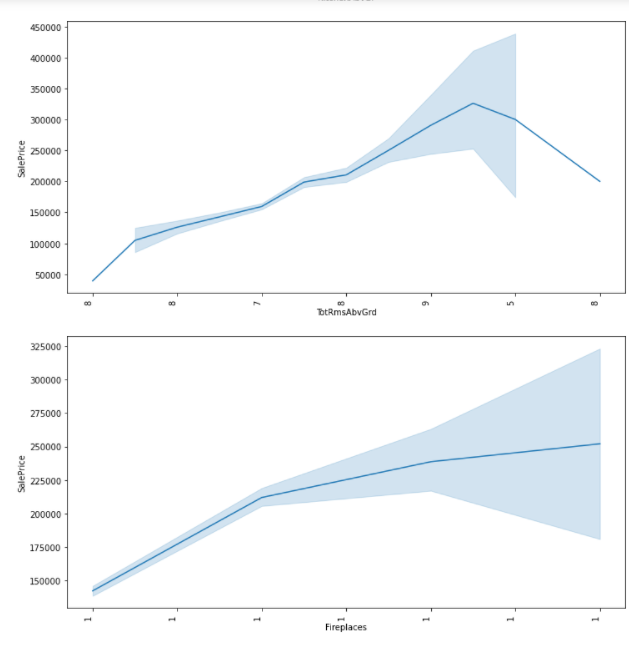 450000
400000
350000
300000
250000
200000
150000
100000
50000
SalePrice
8 8 7 8 9 5 8
TotRmsAbvGrd
325000
300000
275000
250000
225000
200000
175000
150000
SalePrice
1 1 1 1 1 1 1
Fireplaces